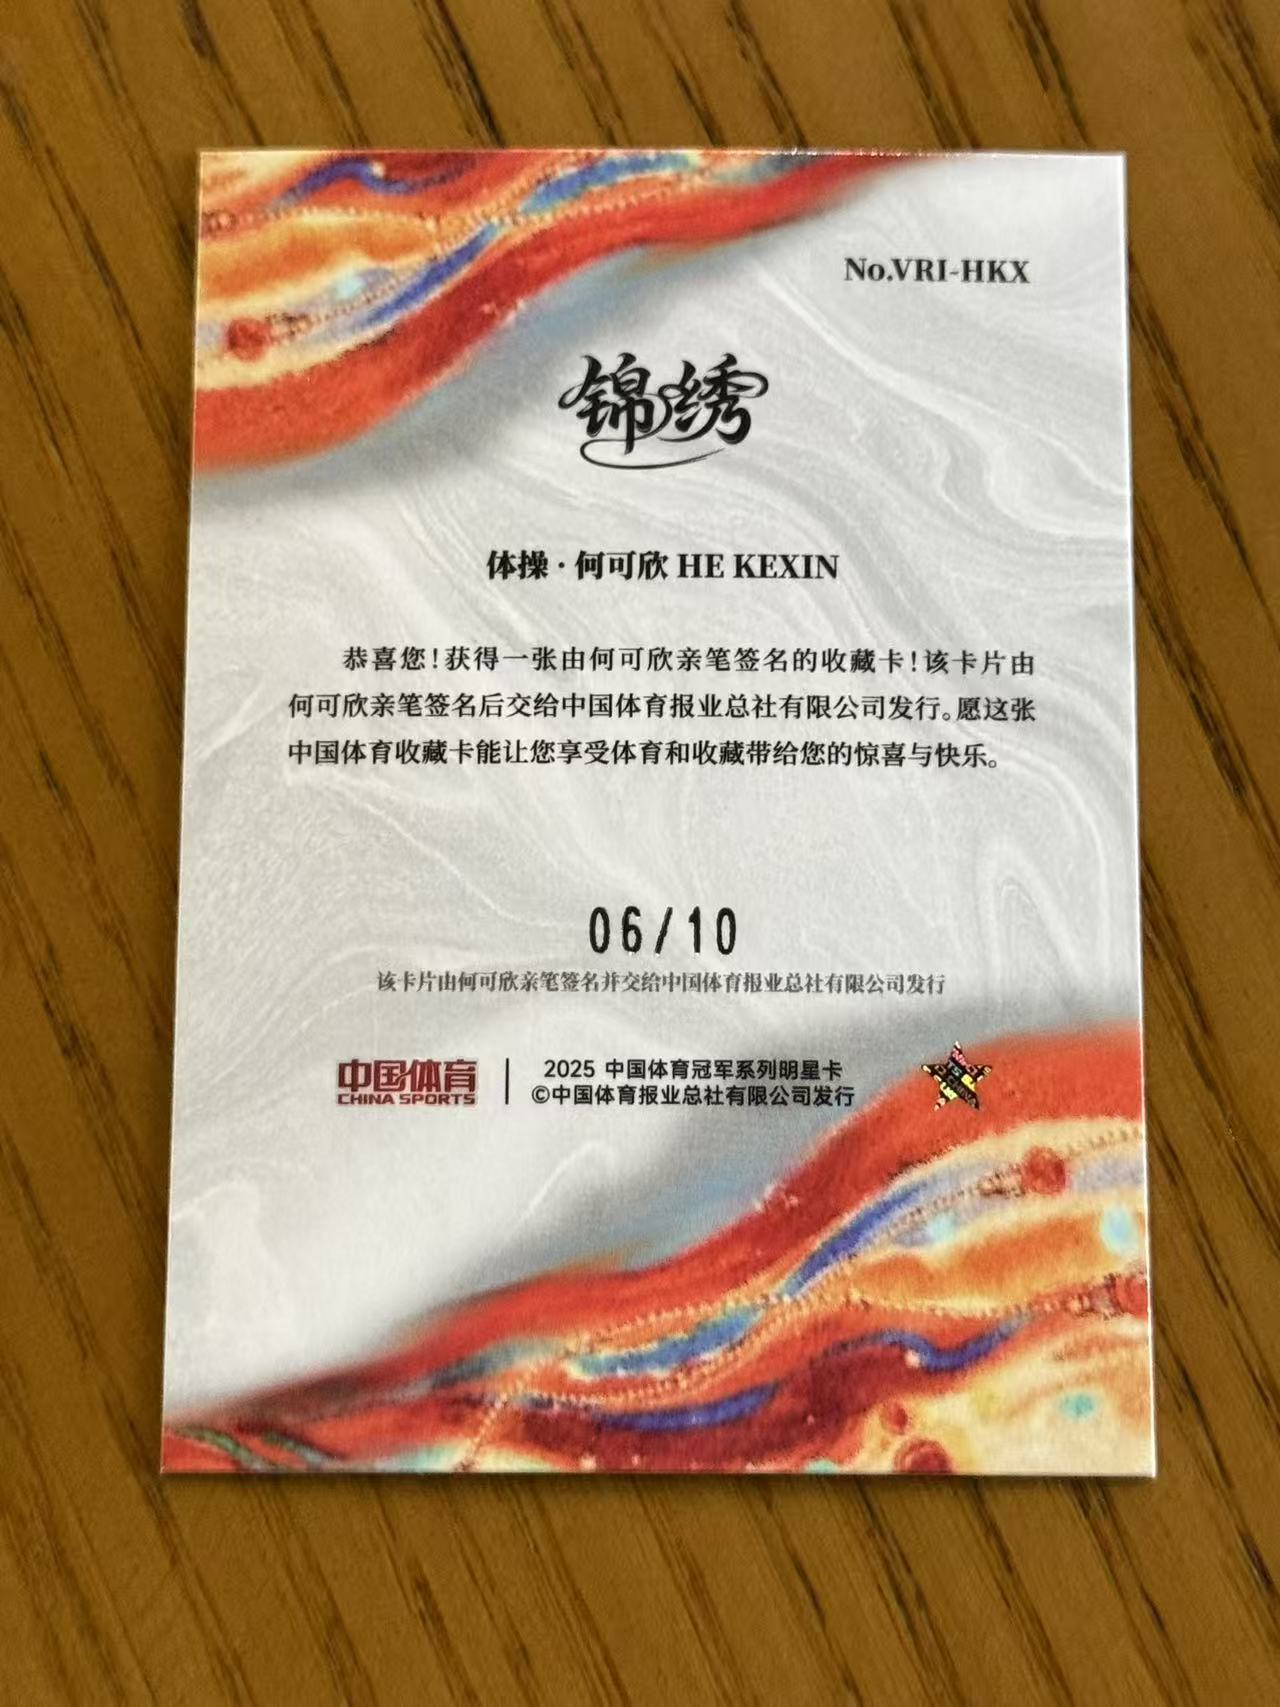 No.VRI-HKX
锦绣
体操·何可欣 HE KEXIN
恭喜您！获得一张由何可欣亲笔签名的收藏卡！该卡片由
何可欣亲笔签名后交给中国体育报业总社有限公司发行。愿这张
中国体育收藏卡能让您享受体育和收藏带给您的惊喜与快乐。
06/10
该卡片由何可欣亲笔签名并交给中国体育报业总社有限公司发行
中国体育
CHINA SPORTS
2025 中国体育冠军系列明星卡
©中国体育报业总社有限公司发行